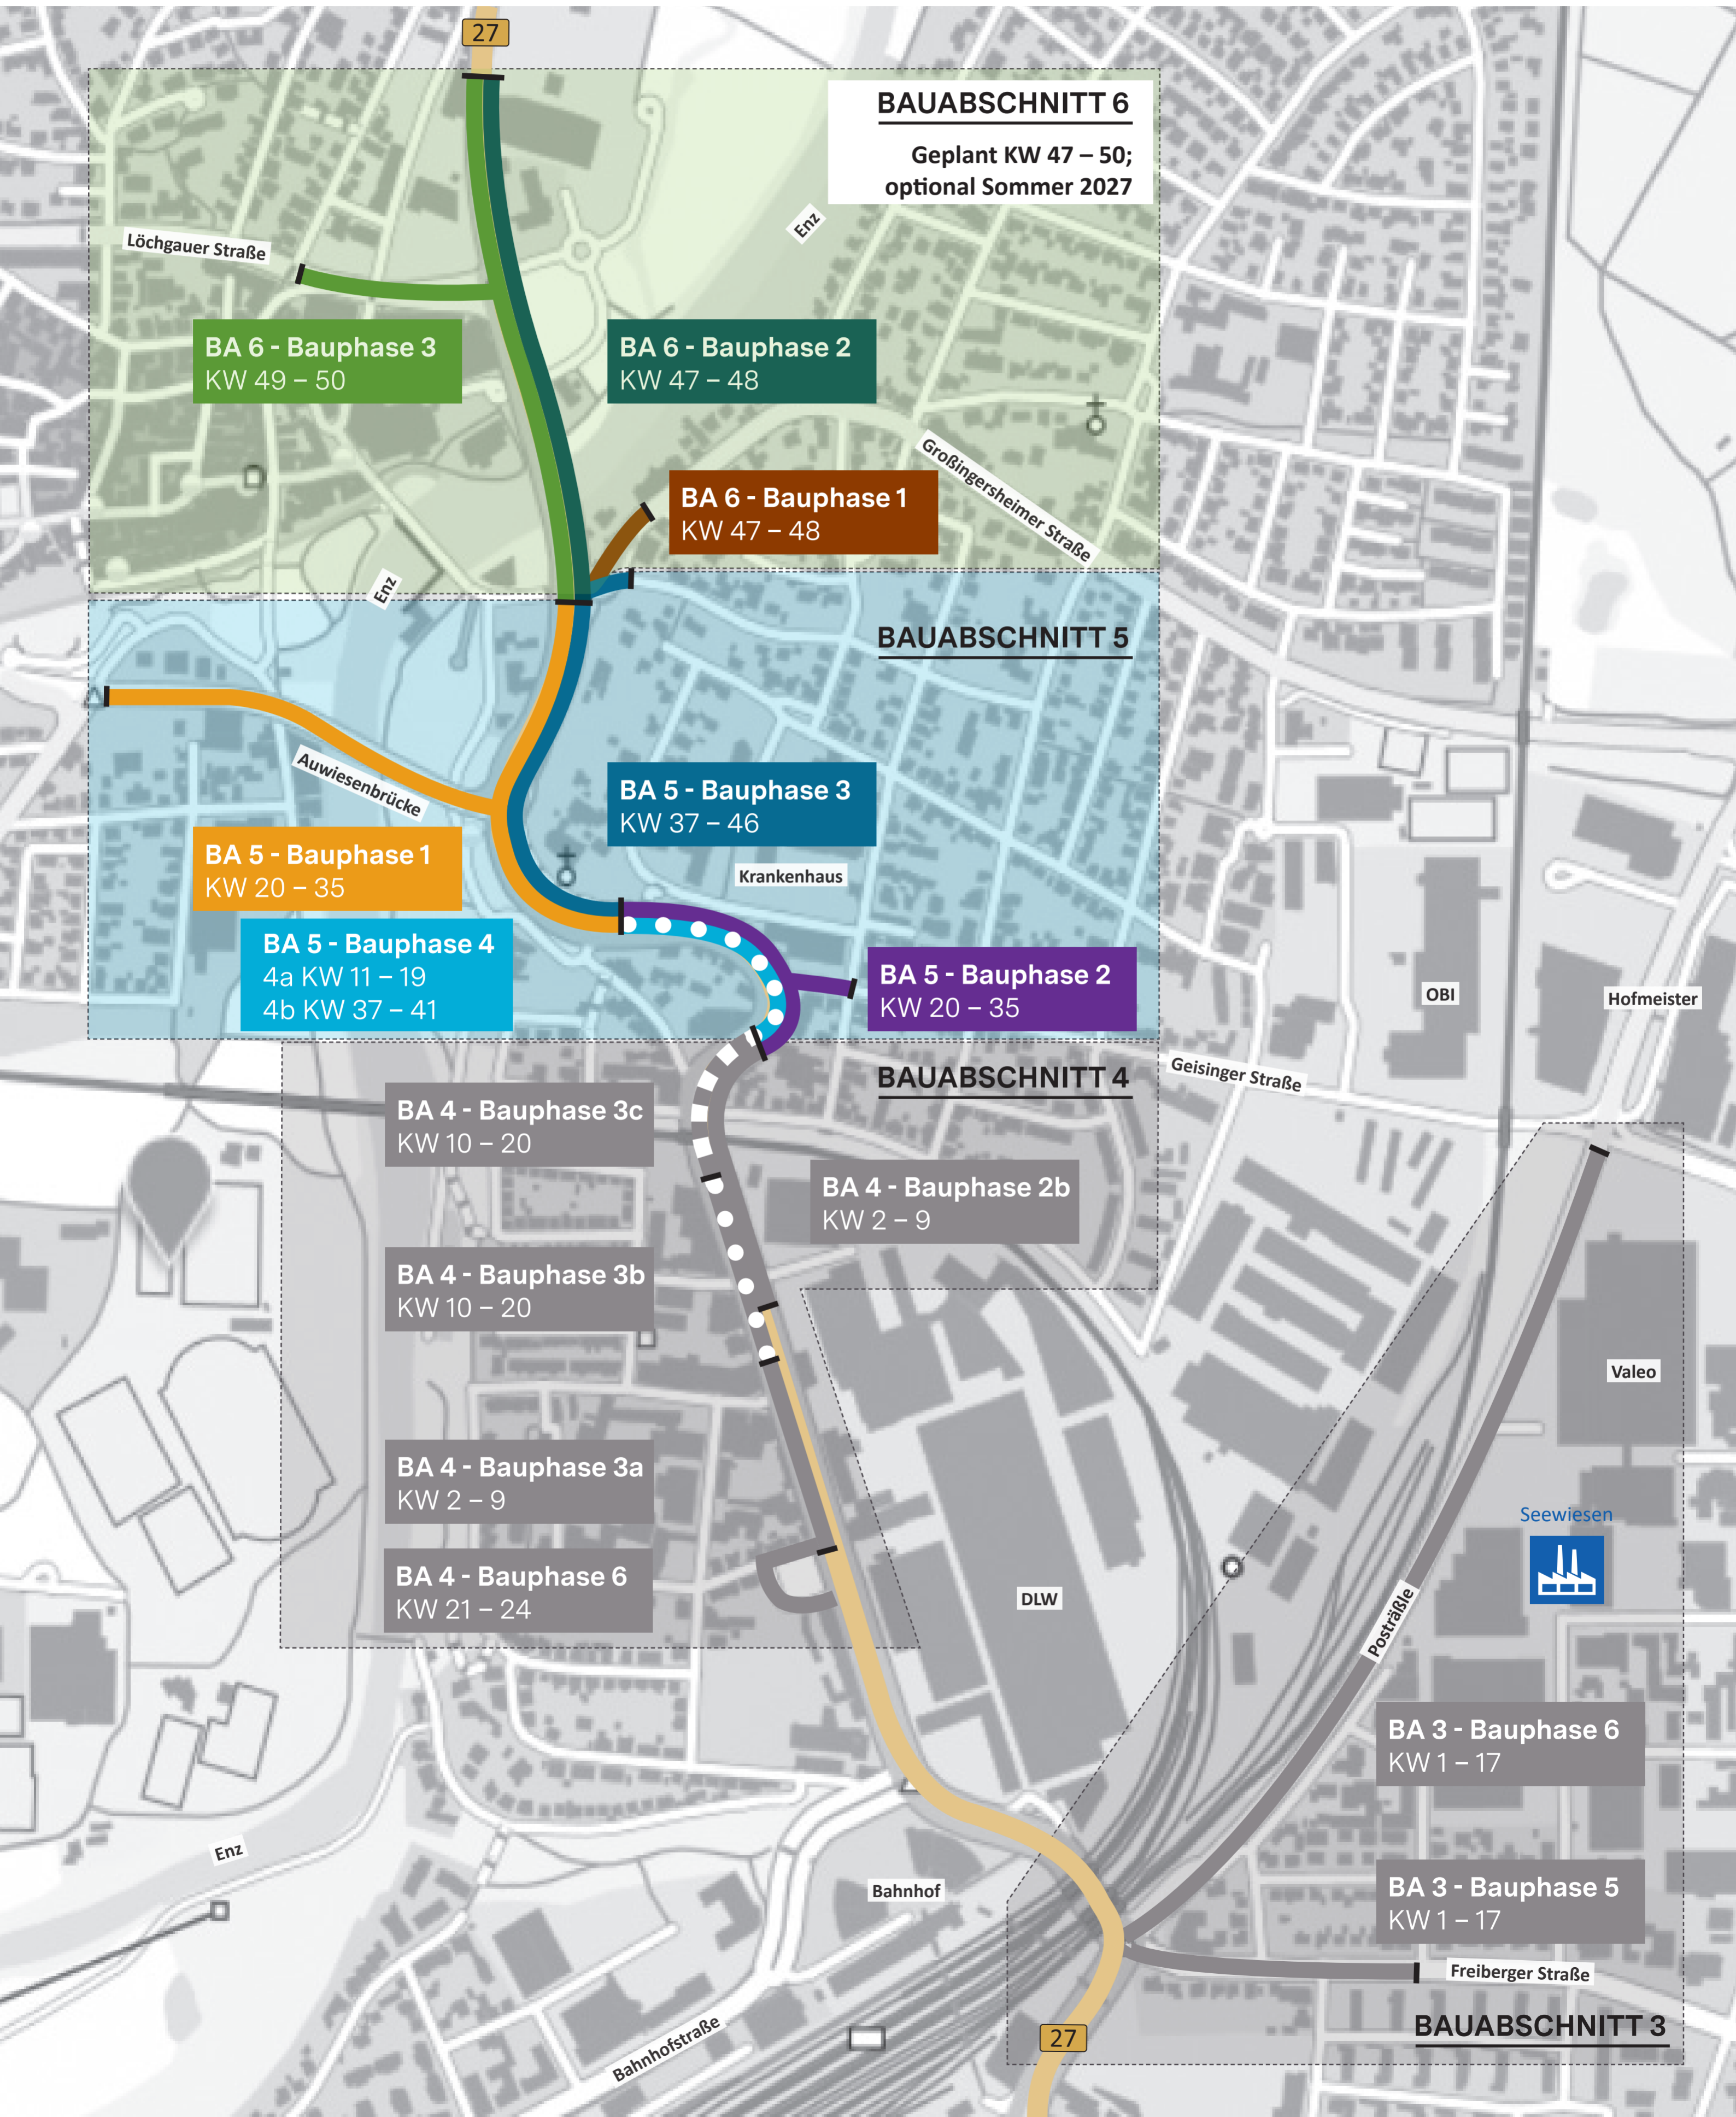 27
BAUABSCHNITT 6
Geplant KW 47 – 50;
optional Sommer 2027
Enz
Löchgauer Straße
BA 6 - Bauphase 3
KW 49 – 50
BA 6 - Bauphase 2
KW 47 – 48
Großingersheimer Straße
BA 6 - Bauphase 1
KW 47 – 48
Enz
BAUABSCHNITT 5
Auwiesenbrücke
BA 5 - Bauphase 3
KW 37 – 46
BA 5 - Bauphase 1
KW 20 – 35
Krankenhaus
BA 5 - Bauphase 4
4a KW 11 – 19
4b KW 37 – 41
BA 5 - Bauphase 2
KW 20 – 35
OBI
Hofmeister
Geisinger Straße
BAUABSCHNITT 4
BA 4 - Bauphase 3c
KW 10 – 20
BA 4 - Bauphase 2b
KW 2 – 9
BA 4 - Bauphase 3b
KW 10 – 20
Valeo
BA 4 - Bauphase 3a
KW 2 – 9
Seewiesen
BA 4 - Bauphase 6
KW 21 – 24
DLW
Posträßle
BA 3 - Bauphase 6
KW 1 – 17
Enz
Bahnhof
BA 3 - Bauphase 5
KW 1 – 17
Freiberger Straße
BAUABSCHNITT 3
27
Bahnhofstraße